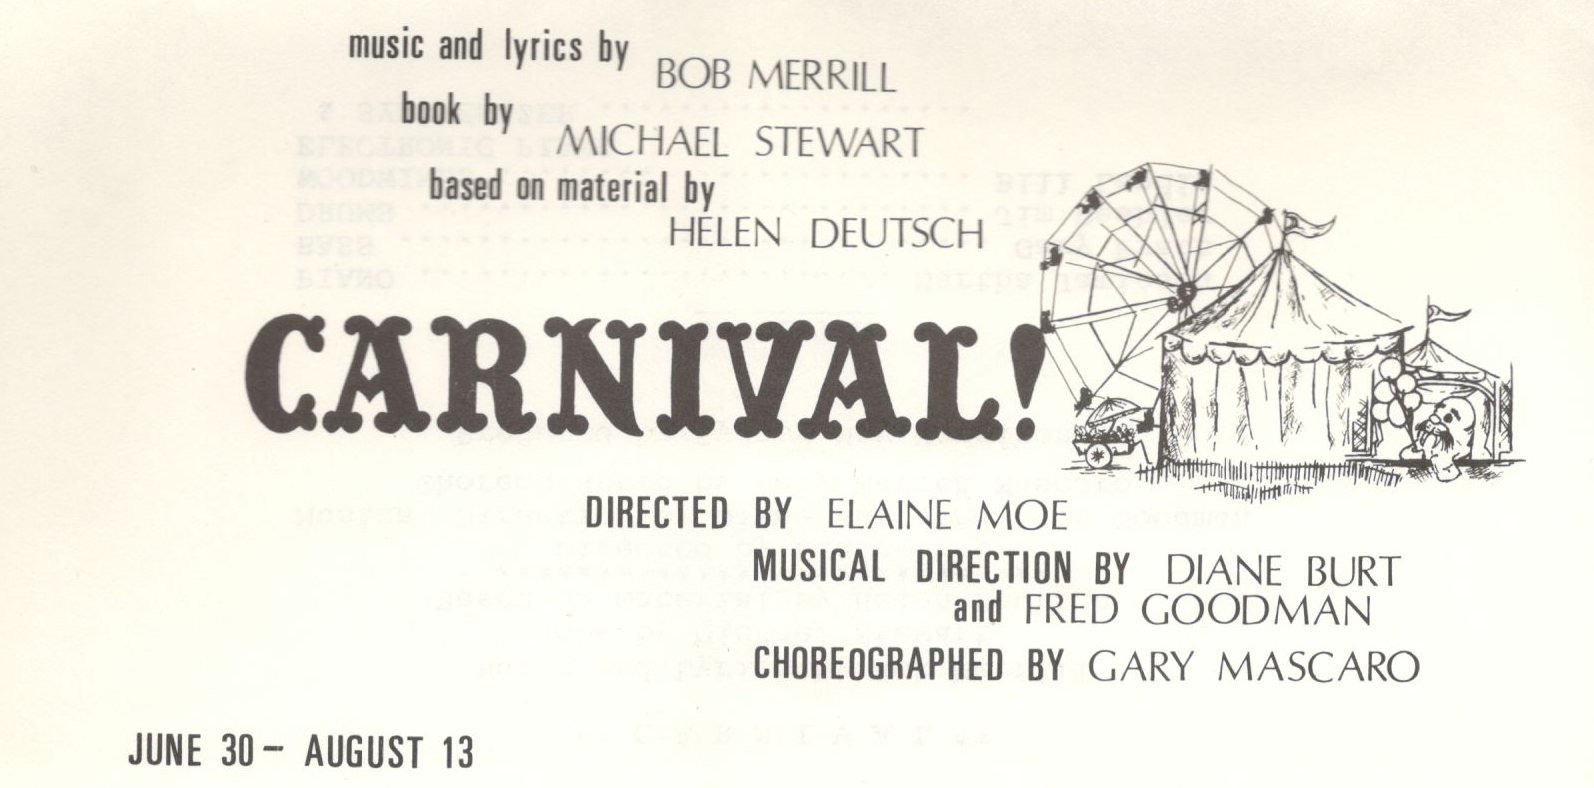 music and lyrics by
BOB MERRILL
book by
MICHAEL STEWART
based on material by
HELEN DEUTSCH
CARNIVAL!
DIRECTED BY ELAINE MOE
MUSICAL DIRECTION BY DIANE BURT
and FRED GOODMAN
CHOREOGRAPHED BY GARY MASCARO
JUNE 30 - AUGUST 13